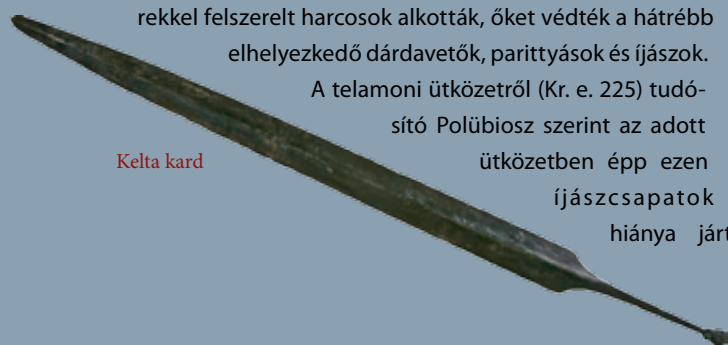 rekkel felszerelt harcosok alkották, őket védték a hátrébb
elhelyezkedő dárdavetők, parittyások és íjászok.
A telamoni ütközetről (Kr. e. 225) tudó-
sító Polübiosz szerint az adott
ütközetben épp ezen
íjászcsapatok
hiánya járt
Kelta kard